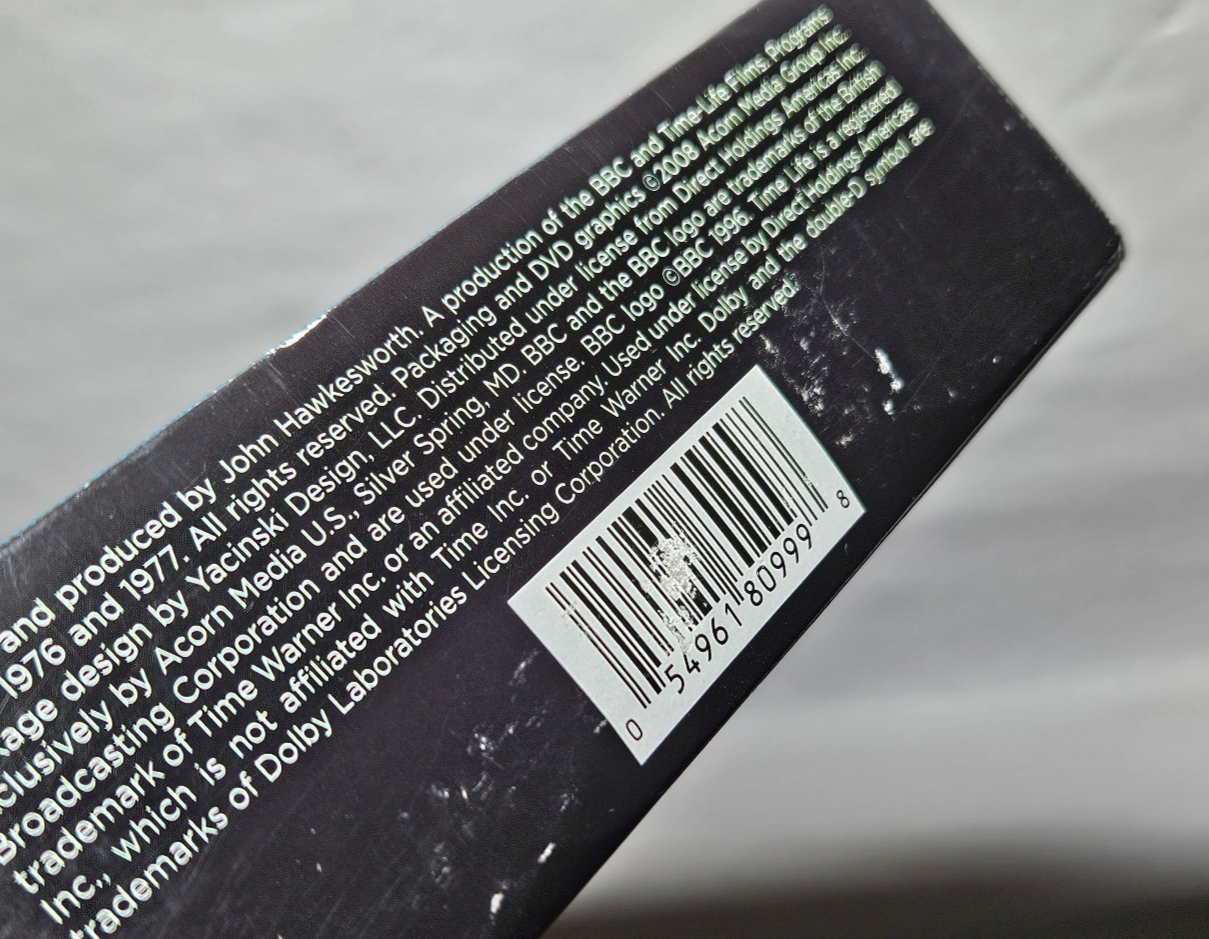 and produced by John Hawkesworth. A production of the BBC and Time-Life Films. Programs
1976 and 1977. All rights reserved. Packaging and DVD graphics ©2008 Acorn Media Group Inc.
kage design by Yacinski Design, LLC. Distributed under license from Direct Holdings Americas Inc.
clusively by Acorn Media U.S., Silver Spring, MD. BBC and the BBC logo are trademarks of the British
Broadcasting Corporation and are used under license. BBC logo ©BBC 1996. Time Life is a registered
trademark of Time Warner Inc. or an affiliated company. Used under license by Direct Holdings Americas
Inc., which is not affiliated with Time Inc. or Time Warner Inc. Dolby and the double-D symbol are
trademarks of Dolby Laboratories Licensing Corporation. All rights reserved.
0 54961 80999 8